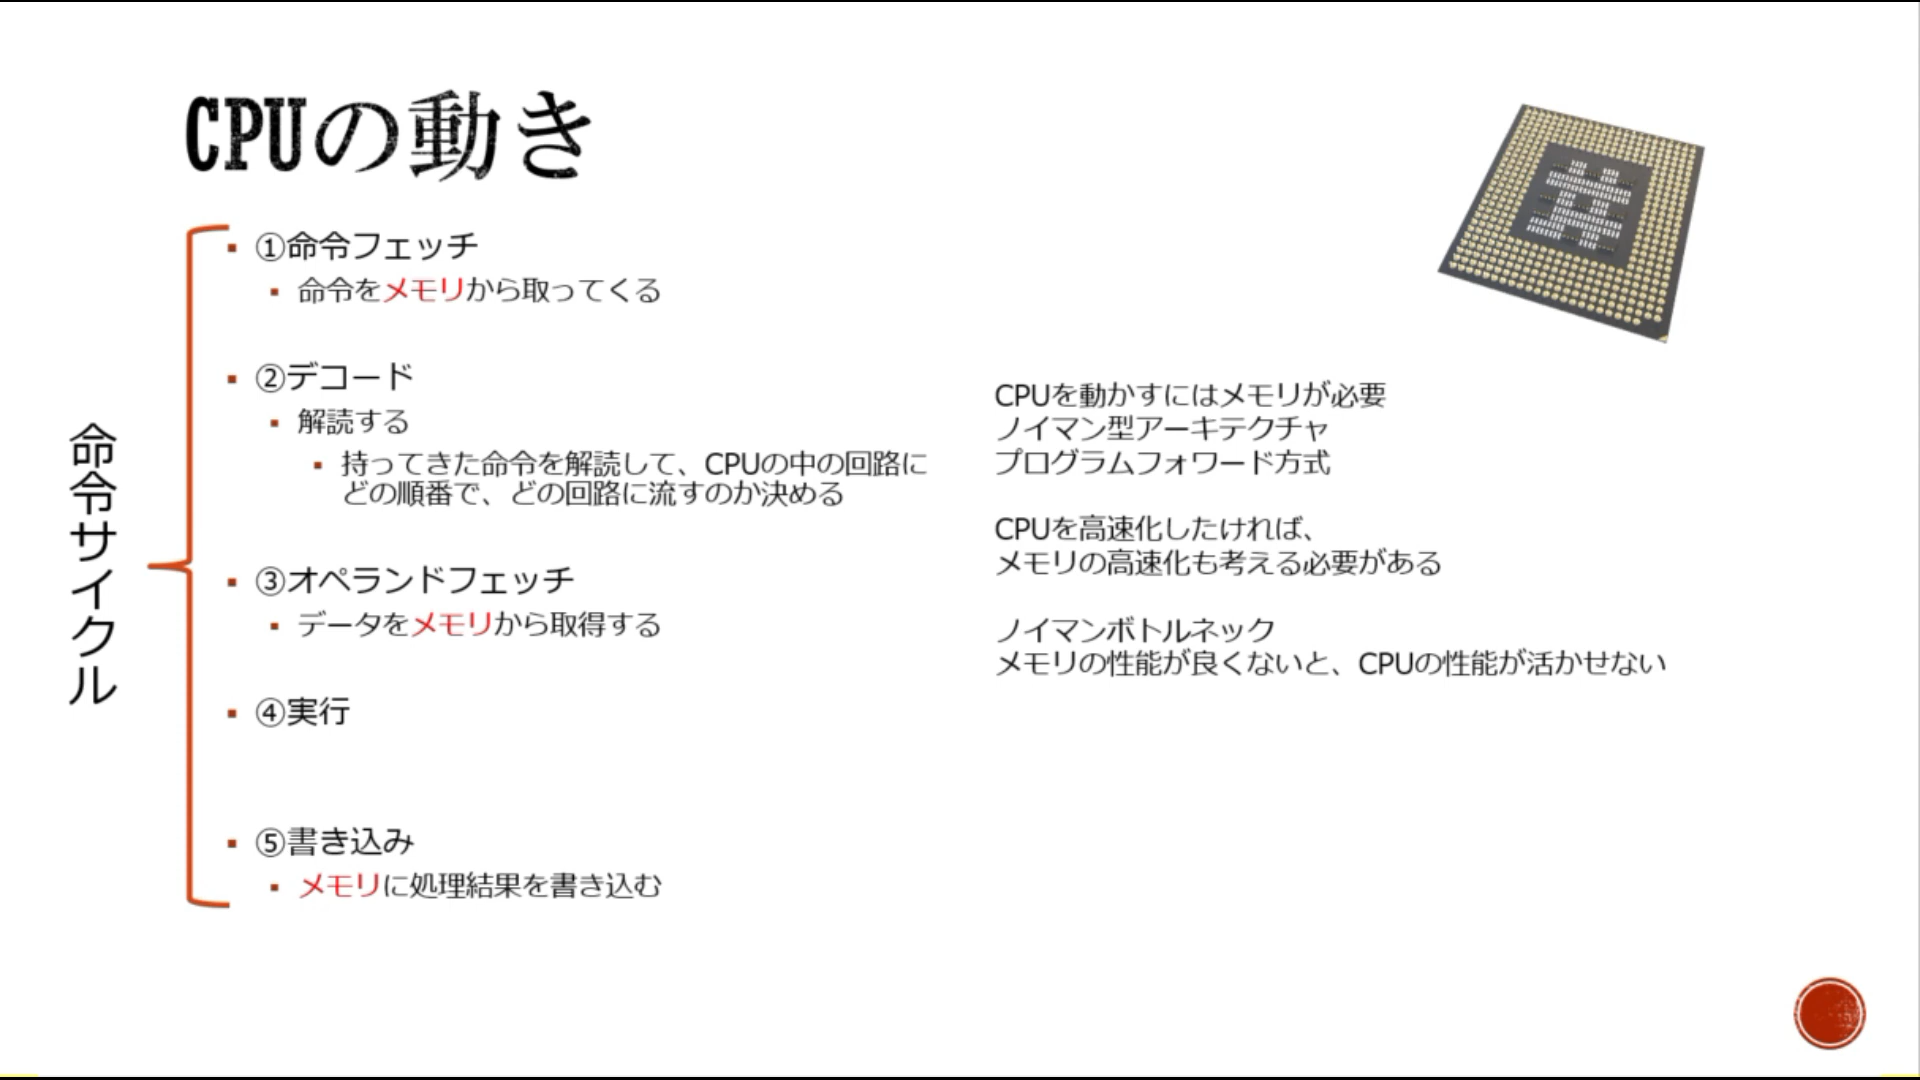 CPUの動き
命令サイクル
①命令フェッチ
命令をメモリから取ってくる
②デコード
解読する
持ってきた命令を解読して、CPUの中の回路に
どの順番で、どの回路に流すのか決める
③オペランドフェッチ
データをメモリから取得する
④実行
⑤書き込み
メモリに処理結果を書き込む
CPUを動かすにはメモリが必要
ノイマン型アーキテクチャ
プログラムフォワード方式
CPUを高速化したければ、
メモリの高速化も考える必要がある
ノイマンボトルネック
メモリの性能が良くないと、CPUの性能が活かせない